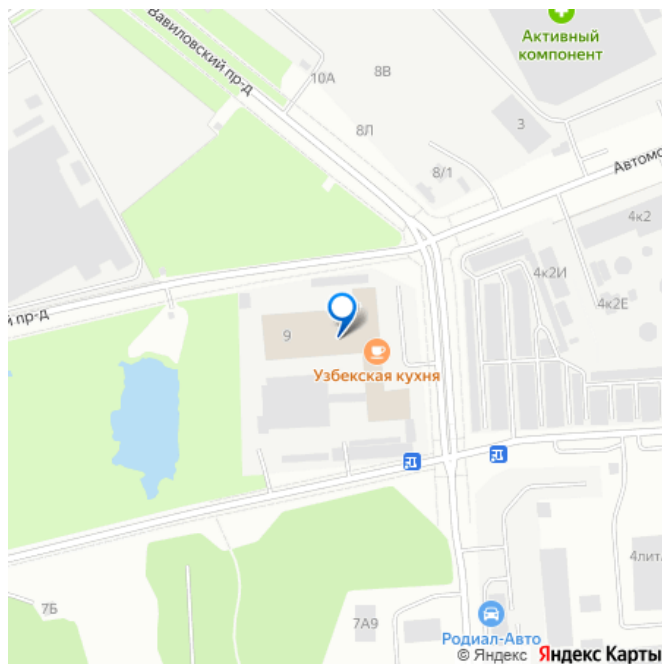 Вавиловский пр-д
Активный
компонент
10А
8В
8Л
3
8/1
Автомо
4к2
4к2И
4к2Е
й пр-д
9
Узбекская кухня
4лит
7Б
7А9
Родиал-Авто
© Яндекс Яндекс Карты